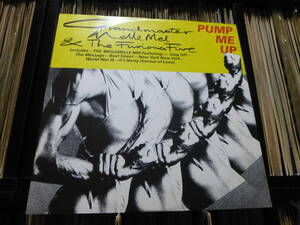 Grandmaster
Melle Mel
& The Furious Five
PUMP
ME
UP
Includes - THE MEGAMELLE MIX Featuring - Step Off -
The Message - Beat Street - New York New York -
World War III - It's Nasty (Genius of Love)